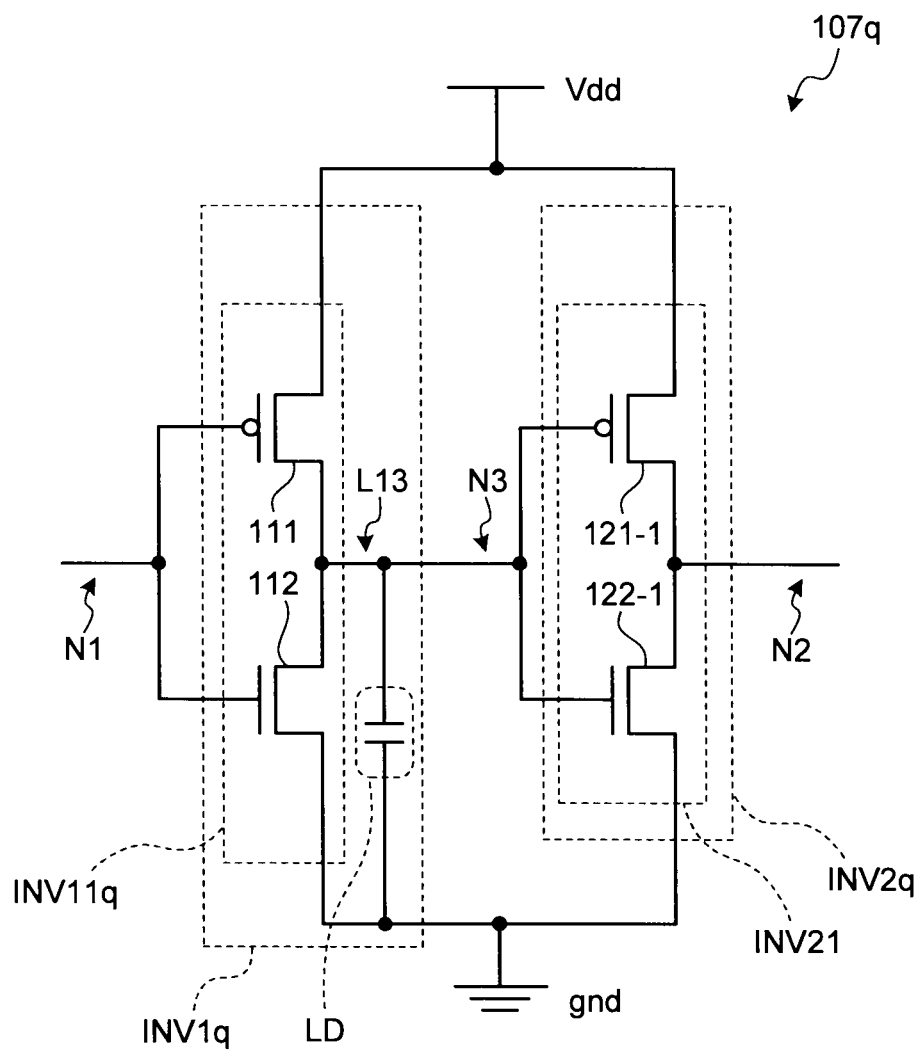 107q
Vdd
L13
N3
111
121-1
112
122-1
N1
N2
INV11q
INV2q
INV21
INV1q
LD
gnd